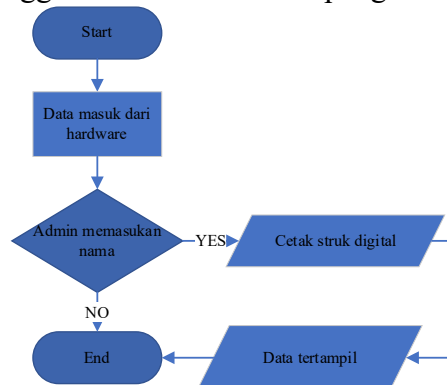 Start
Data masuk dari
hardware
Admin memasukan
nama
YES
Cetak struk digital
NO
End
Data tertampil